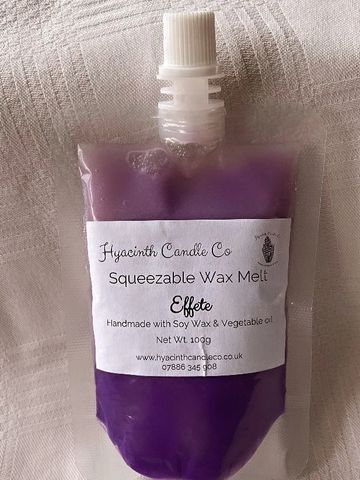 Hyacinth Candle Co
Squeezable Wax Melt
Effete
Handmade with Soy Wax & Vegetable oil
Net Wt. 100g
www.hyacinthcandleco.co.uk
07886 345 908